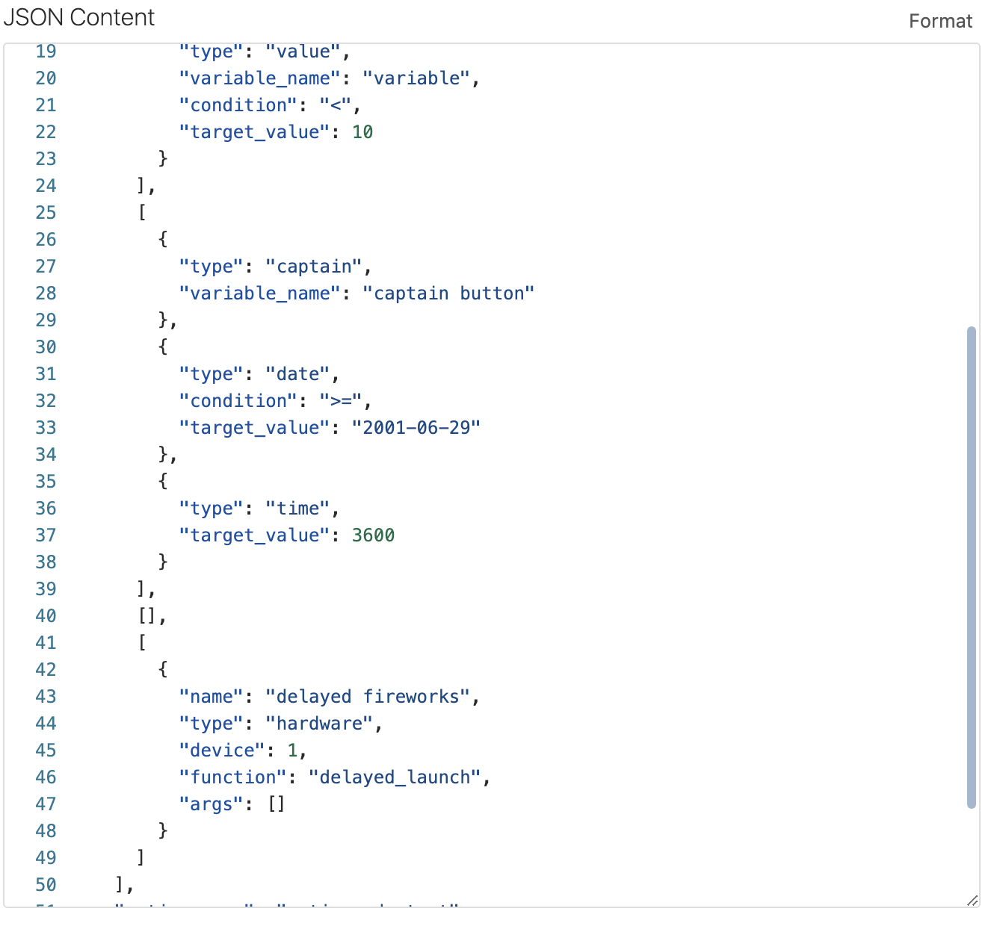 JSON Content
Format
19 "type": "value",
20 "variable_name": "variable",
21 "condition": "<",
22 "target_value": 10
23 }
24 ],
25 [
26 {
27 "type": "captain",
28 "variable_name": "captain button"
29 },
30 {
31 "type": "date",
32 "condition": ">=",
33 "target_value": "2001-06-29"
34 },
35 {
36 "type": "time",
37 "target_value": 3600
38 }
39 ],
40 [],
41 [
42 {
43 "name": "delayed fireworks",
44 "type": "hardware",
45 "device": 1,
46 "function": "delayed_launch",
47 "args": []
48 }
49 ]
50 ],